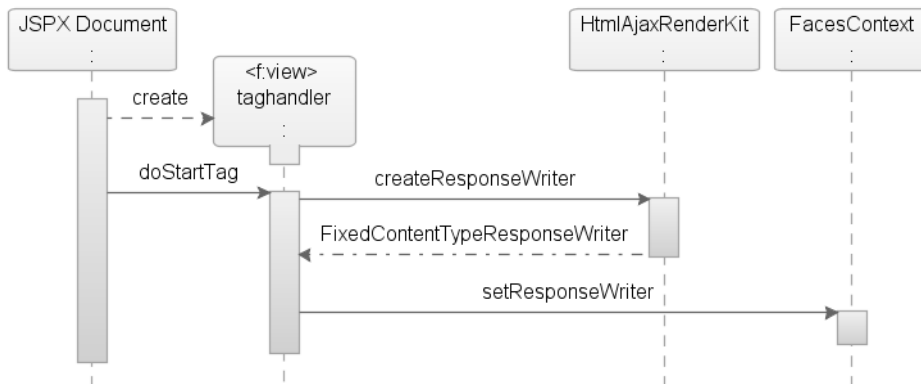 JSPX Document
:
HtmlAjaxRenderKit
:
FacesContext
:
<f:view>
taghandler
:
create
doStartTag
createResponseWriter
FixedContentTypeResponseWriter
setResponseWriter